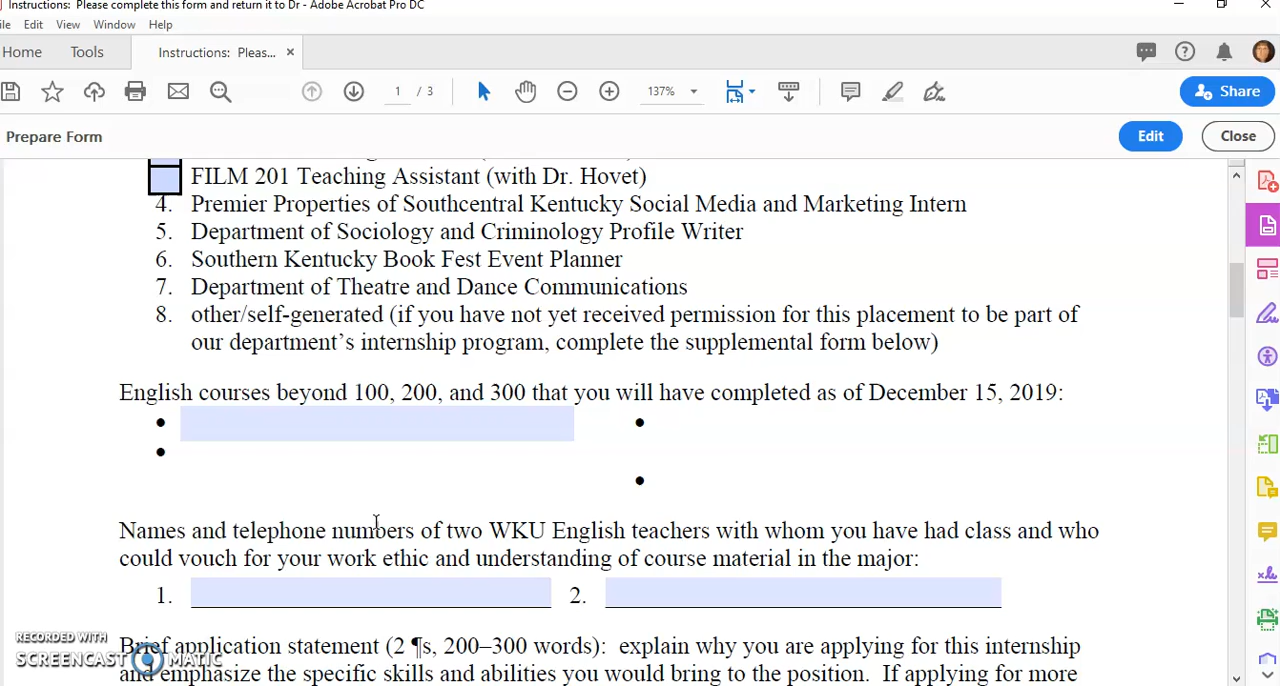 Instructions: Please complete this form and return it to Dr - Adobe Acrobat Pro DC
ile Edit View Window Help
Home Tools Instructions: Pleas... ×
1 / 3 137% Share
Prepare Form Edit Close
FILM 201 Teaching Assistant (with Dr. Hovet)
4. Premier Properties of Southcentral Kentucky Social Media and Marketing Intern
5. Department of Sociology and Criminology Profile Writer
6. Southern Kentucky Book Fest Event Planner
7. Department of Theatre and Dance Communications
8. other/self-generated (if you have not yet received permission for this placement to be part of
our department’s internship program, complete the supplemental form below)
English courses beyond 100, 200, and 300 that you will have completed as of December 15, 2019:
Names and telephone numbers of two WKU English teachers with whom you have had class and who
could vouch for your work ethic and understanding of course material in the major:
1. 2.
RECORDED WITH
SCREENCAST MATIC
Brief application statement (2 ¶s, 200–300 words): explain why you are applying for this internship
and emphasize the specific skills and abilities you would bring to the position. If applying for more